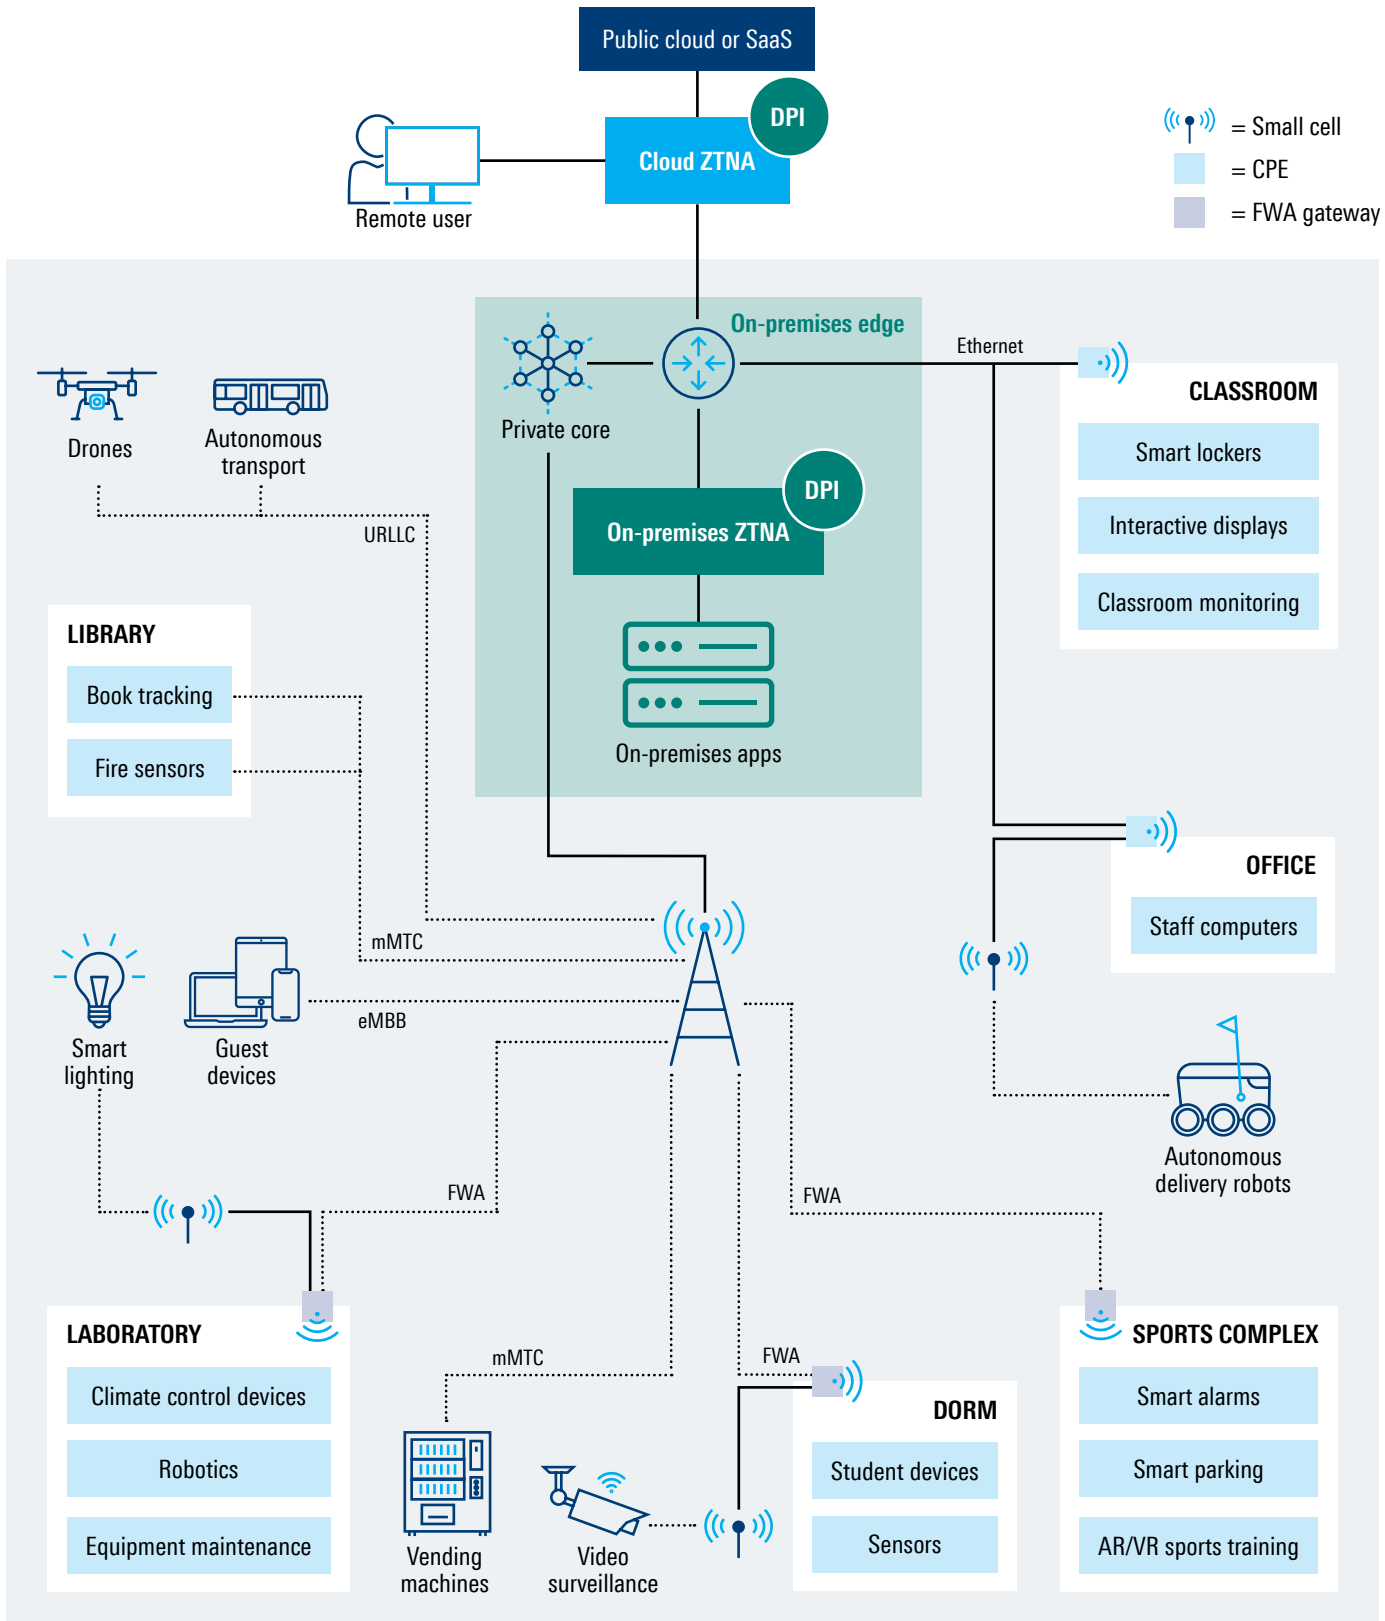 Public cloud or SaaS
DPI
Cloud ZTNA
Remote user
= Small cell
= CPE
= FWA gateway
On-premises edge
Ethernet
Private core
DPI
On-premises ZTNA
On-premises apps
Drones
Autonomous
transport
URLLC
CLASSROOM
Smart lockers
Interactive displays
Classroom monitoring
LIBRARY
Book tracking
Fire sensors
mMTC
OFFICE
Staff computers
eMBB
Smart
lighting
Guest
devices
Autonomous
delivery robots
FWA
FWA
LABORATORY
Climate control devices
Robotics
Equipment maintenance
mMTC
Vending
machines
Video
surveillance
FWA
DORM
Student devices
Sensors
SPORTS COMPLEX
Smart alarms
Smart parking
AR/VR sports training